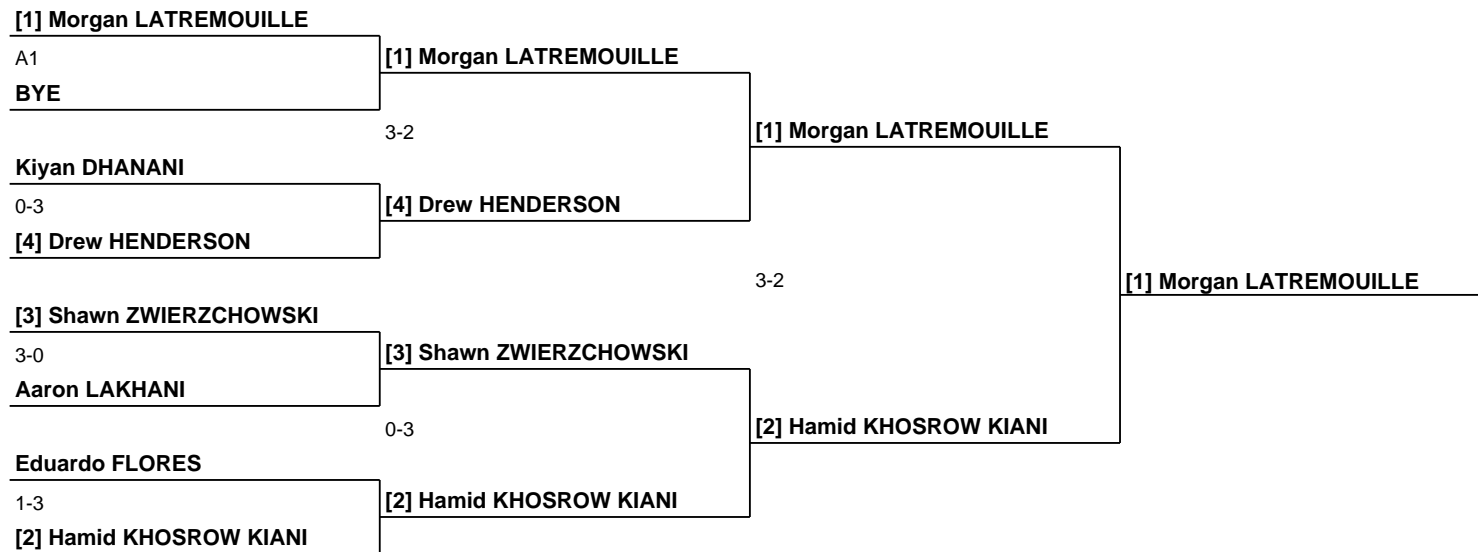 [1] Morgan LATREMOUILLE
A1
[1] Morgan LATREMOUILLE
BYE
3-2
[1] Morgan LATREMOUILLE
Kiyan DHANANI
0-3
[4] Drew HENDERSON
[4] Drew HENDERSON
3-2
[1] Morgan LATREMOUILLE
[3] Shawn ZWIERZCHOWSKI
3-0
[3] Shawn ZWIERZCHOWSKI
Aaron LAKHANI
0-3
[2] Hamid KHOSROW KIANI
Eduardo FLORES
1-3
[2] Hamid KHOSROW KIANI
[2] Hamid KHOSROW KIANI